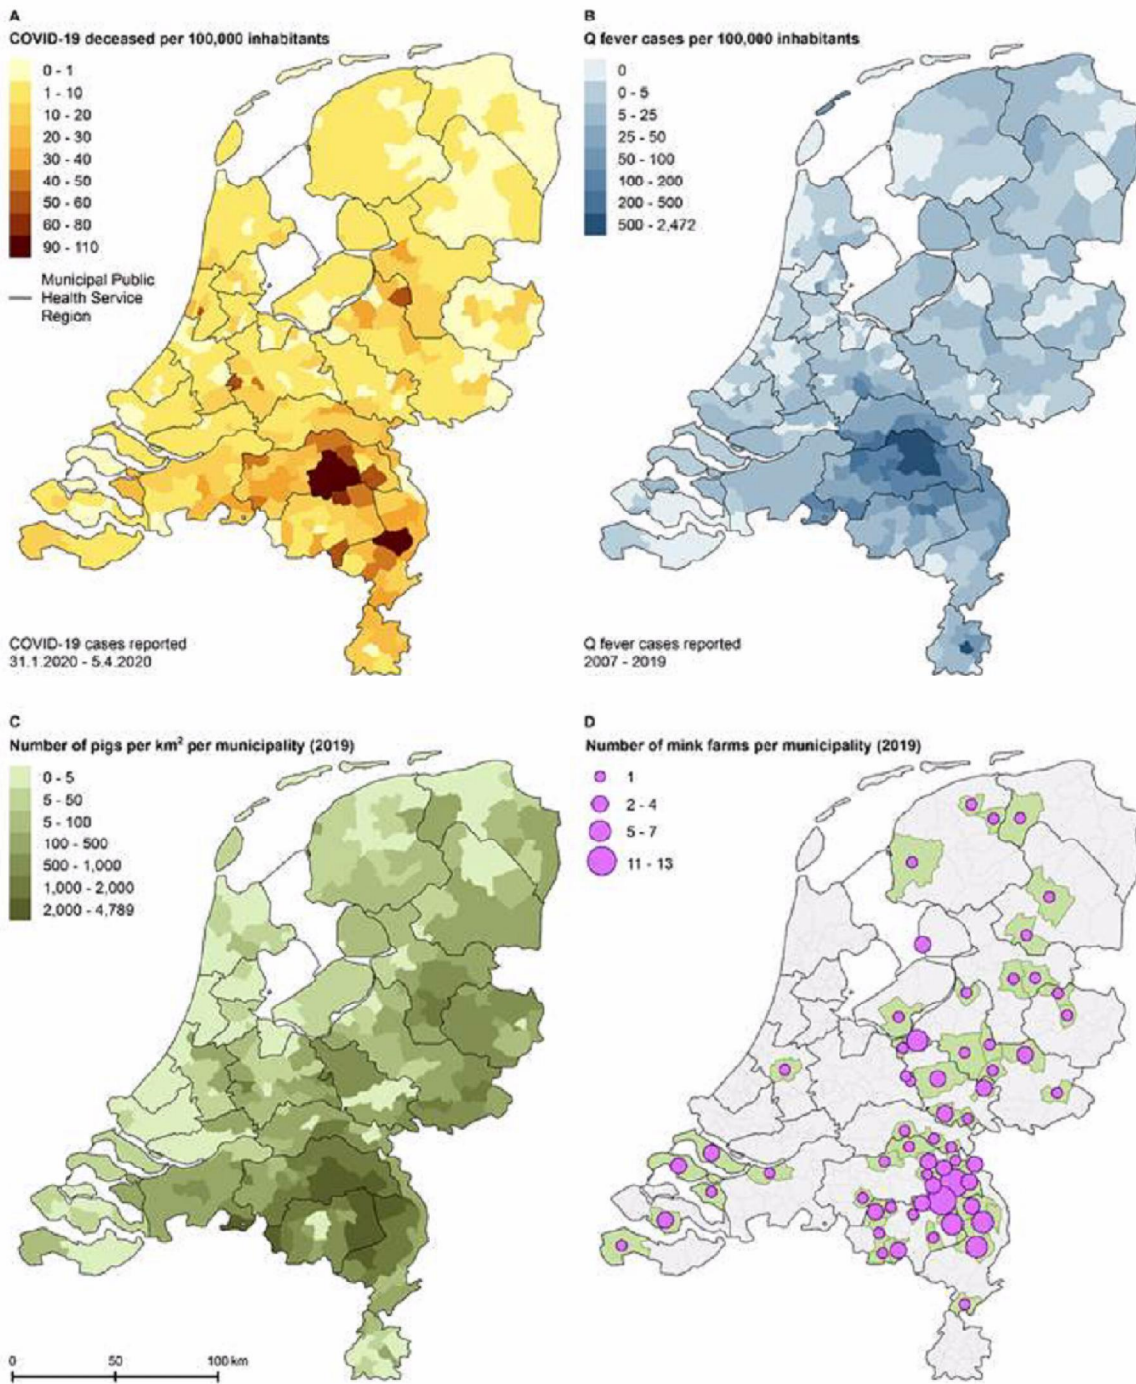 A
COVID-19 deceased per 100,000 inhabitants
0 - 1
1 - 10
10 - 20
20 - 30
30 - 40
40 - 50
50 - 60
60 - 80
90 - 110
Municipal Public
Health Service
Region
COVID-19 cases reported
31.1.2020 - 5.4.2020
B
Q fever cases per 100,000 inhabitants
0
0 - 5
5 - 25
25 - 50
50 - 100
100 - 200
200 - 500
500 - 2,472
Q fever cases reported
2007 - 2019
C
Number of pigs per km² per municipality (2019)
0 - 5
5 - 50
5 - 100
100 - 500
500 - 1,000
1,000 - 2,000
2,000 - 4,789
0 50 100 km
D
Number of mink farms per municipality (2019)
1
2 - 4
5 - 7
11 - 13